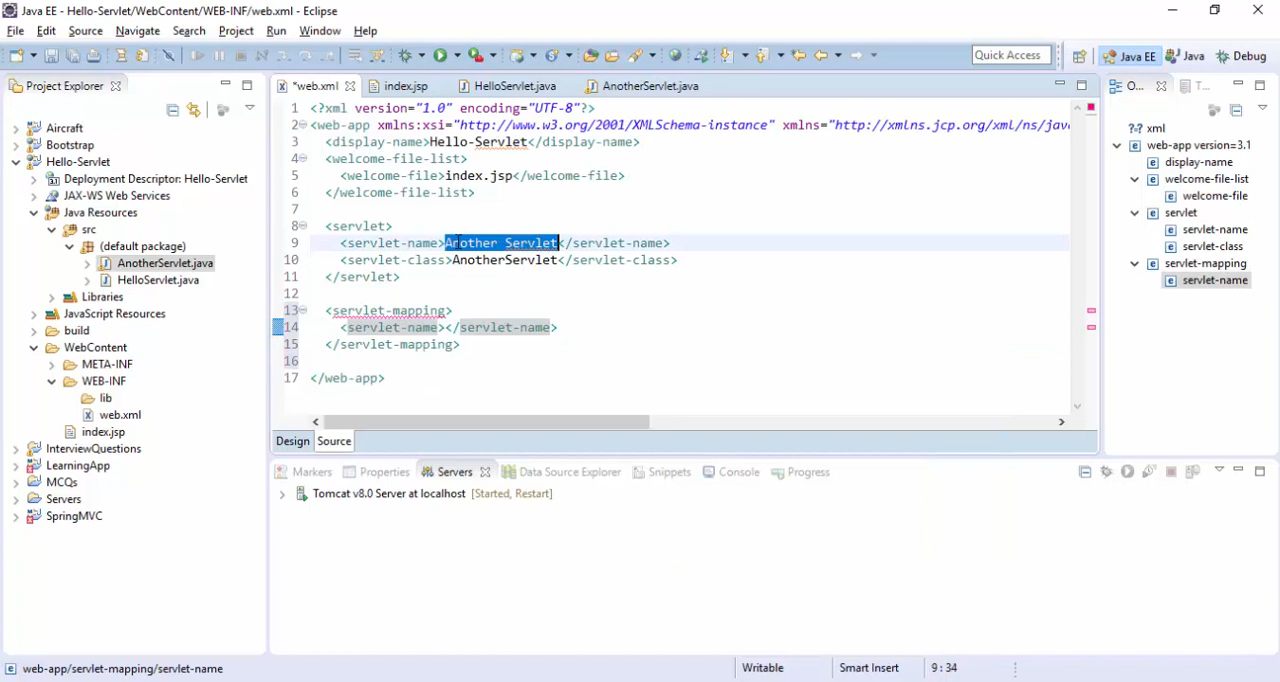 Java EE - Hello-Servlet/WebContent/WEB-INF/web.xml - Eclipse
File Edit Source Navigate Search Project Run Window Help
Quick Access Java EE Java Debug
Project Explorer
Aircraft
Bootstrap
Hello-Servlet
Deployment Descriptor: Hello-Servlet
JAX-WS Web Services
Java Resources
src
(default package)
AnotherServlet.java
HelloServlet.java
Libraries
JavaScript Resources
build
WebContent
META-INF
WEB-INF
lib
web.xml
index.jsp
InterviewQuestions
LearningApp
MCQs
Servers
SpringMVC
*web.xml index.jsp HelloServlet.java AnotherServlet.java
1 <?xml version="1.0" encoding="UTF-8"?>
2 <web-app xmlns:xsi="http://www.w3.org/2001/XMLSchema-instance" xmlns="http://xmlns.jcp.org/xml/ns/jav
3 <display-name>Hello-Servlet</display-name>
4 <welcome-file-list>
5 <welcome-file>index.jsp</welcome-file>
6 </welcome-file-list>
7
8 <servlet>
9 <servlet-name>Another Servlet</servlet-name>
10 <servlet-class>AnotherServlet</servlet-class>
11 </servlet>
12
13 <servlet-mapping>
14 <servlet-name></servlet-name>
15 </servlet-mapping>
16
17 </web-app>
Design Source
O... T...
xml
web-app version=3.1
display-name
welcome-file-list
welcome-file
servlet
servlet-name
servlet-class
servlet-mapping
servlet-name
Markers Properties Servers Data Source Explorer Snippets Console Progress
Tomcat v8.0 Server at localhost [Started, Restart]
web-app/servlet-mapping/servlet-name Writable Smart Insert 9 : 34